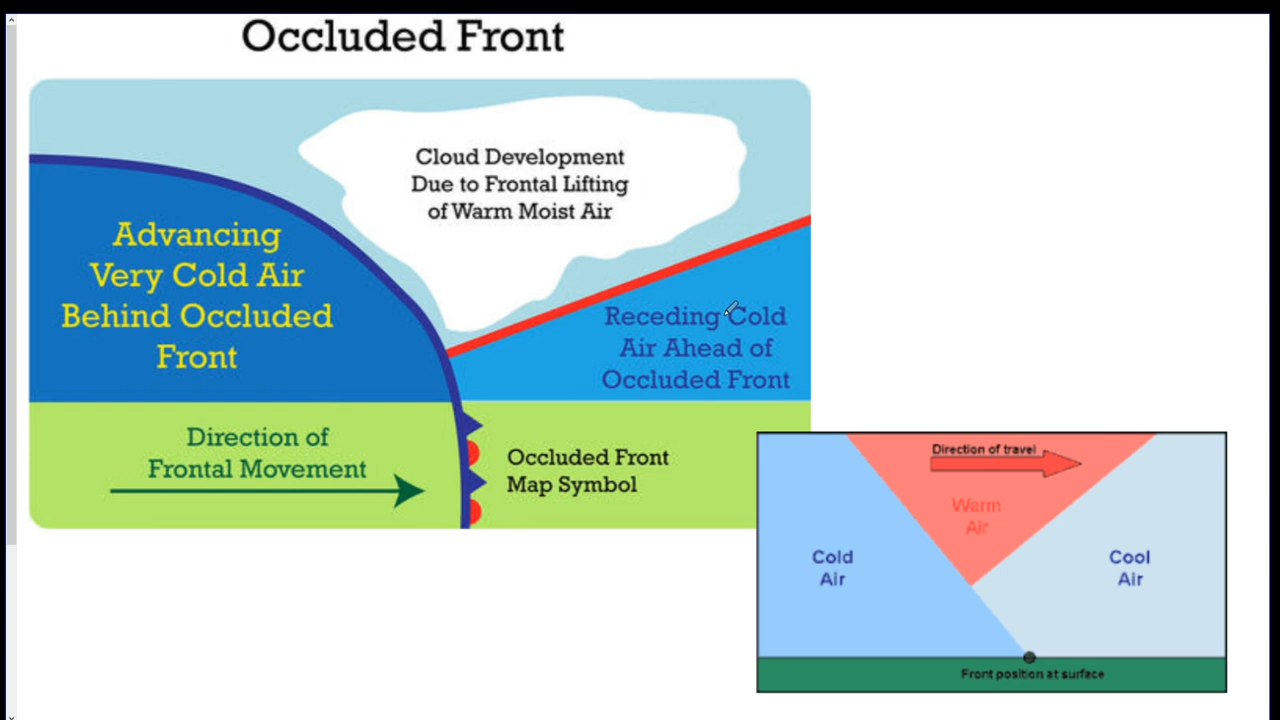 Occluded Front
Cloud Development
Due to Frontal Lifting
of Warm Moist Air
Advancing
Very Cold Air
Behind Occluded
Front
Receding Cold
Air Ahead of
Occluded Front
Direction of
Frontal Movement
Occluded Front
Map Symbol
Direction of travel
Warm
Air
Cold
Air
Cool
Air
Front position at surface